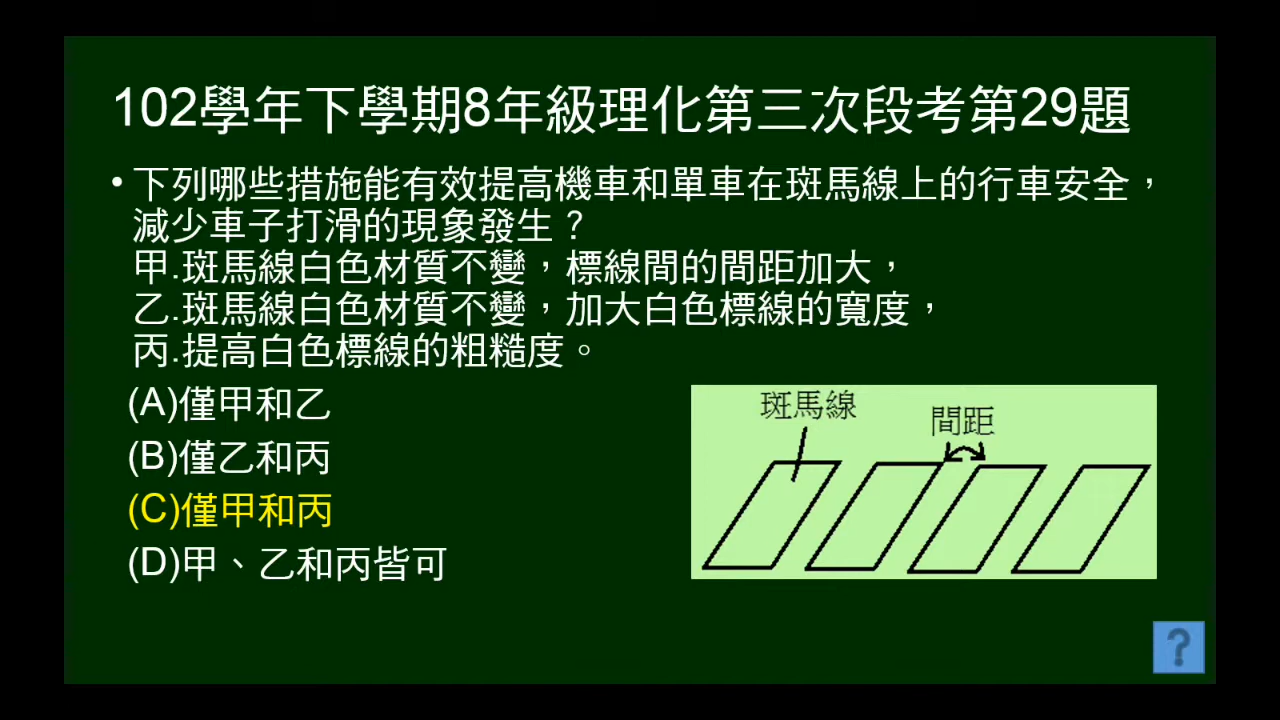 102學年下學期8年級理化第三次段考第29題
• 下列哪些措施能有效提高機車和單車在斑馬線上的行車安全，
減少車子打滑的現象發生？
甲.斑馬線白色材質不變，標線間的間距加大，
乙.斑馬線白色材質不變，加大白色標線的寬度，
丙.提高白色標線的粗糙度。
(A)僅甲和乙
(B)僅乙和丙
(C)僅甲和丙
(D)甲、乙和丙皆可
斑馬線
間距
?